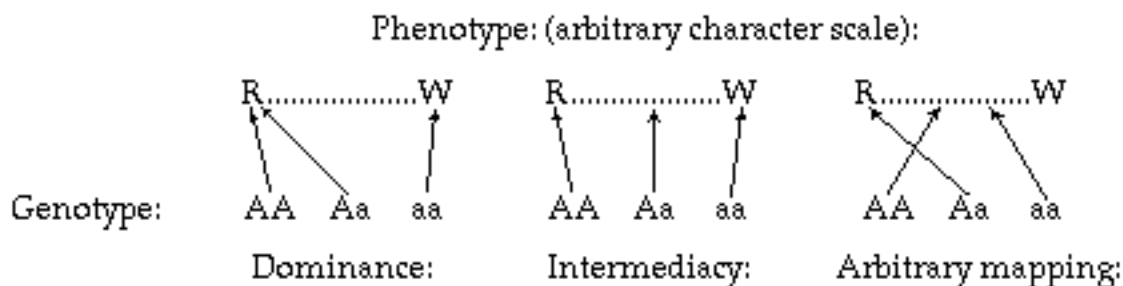 Phenotype: (arbitrary character scale):
R..................W R..................W R..................W
Genotype: AA Aa aa AA Aa aa AA Aa aa
Dominance: Intermediacy: Arbitrary mapping: